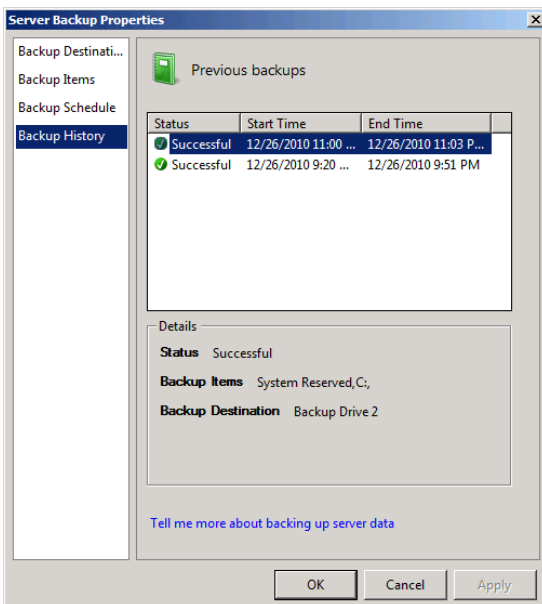 Server Backup Properties
Backup Destinati...
Backup Items
Backup Schedule
Backup History
Previous backups
Status Start Time End Time
Successful 12/26/2010 11:00 ... 12/26/2010 11:03 P...
Successful 12/26/2010 9:20 ... 12/26/2010 9:51 PM
Details
Status Successful
Backup Items System Reserved,C:,
Backup Destination Backup Drive 2
Tell me more about backing up server data
OK Cancel Apply